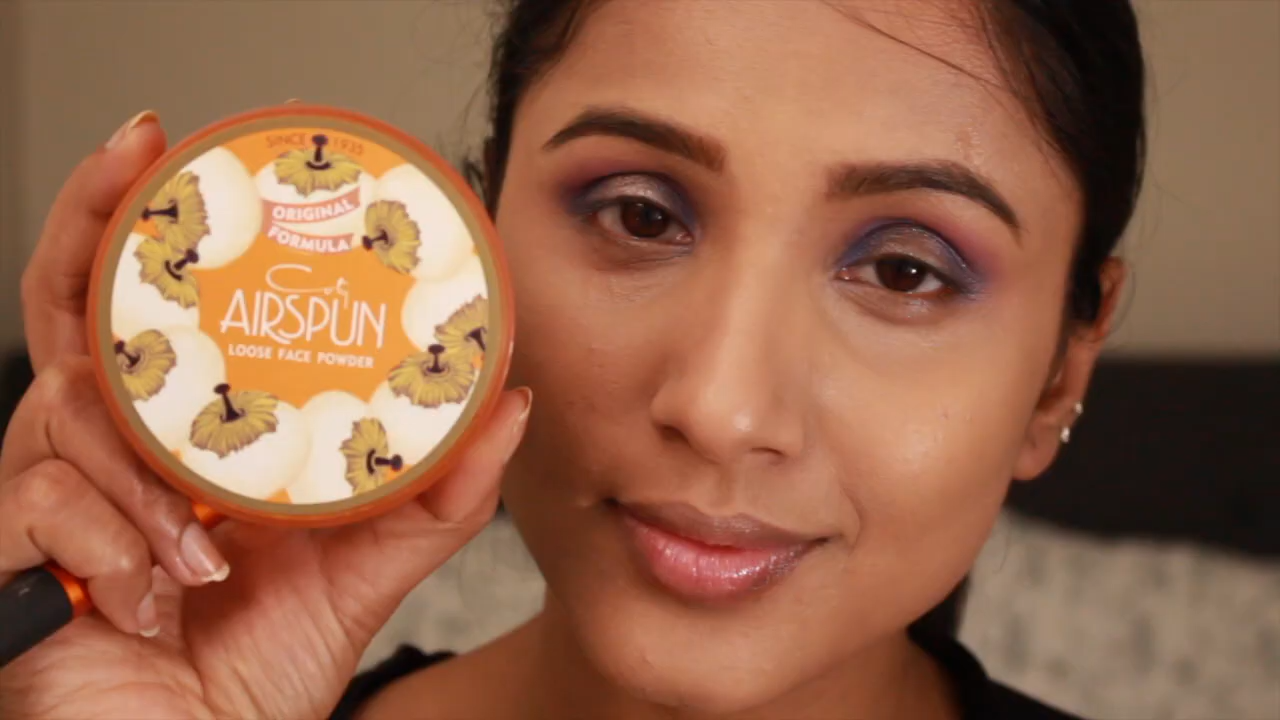 SINCE 1935
ORIGINAL
FORMULA
Coty
AIRSPUN
LOOSE FACE POWDER